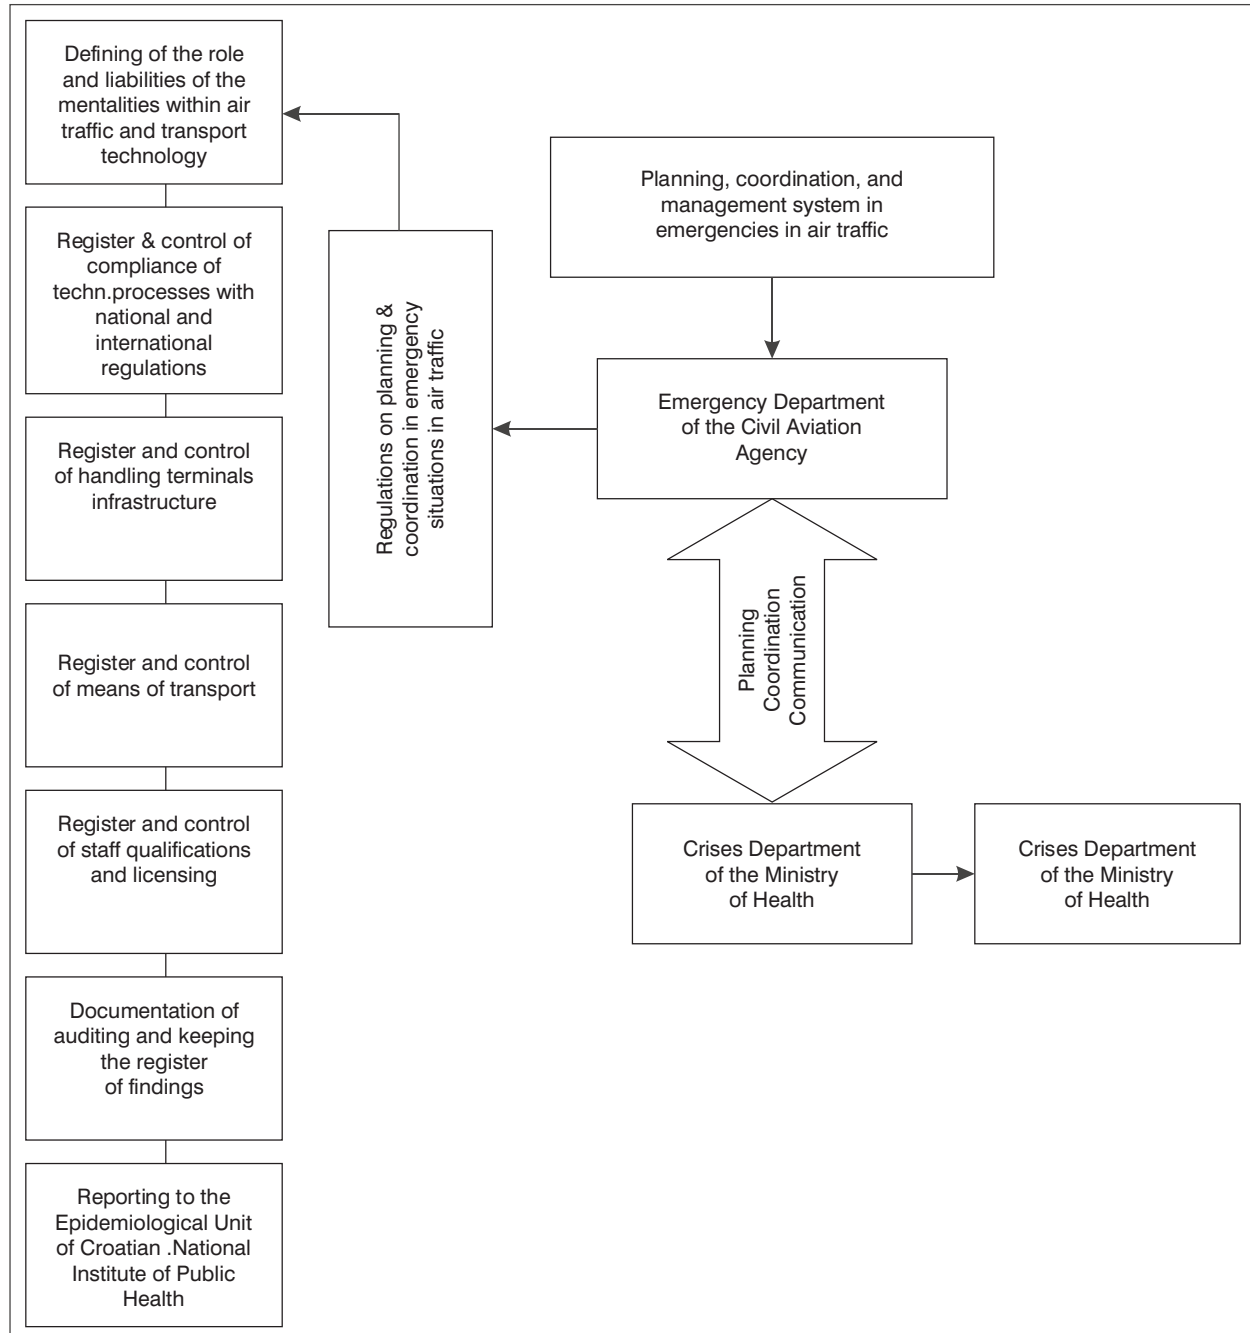 Defining of the role
and liabilities of the
mentalities within air
traffic and transport
technology
Register & control of
compliance of
techn.processes with
national and
international
regulations
Register and control
of handling terminals
infrastructure
Register and control
of means of transport
Register and control
of staff qualifications
and licensing
Documentation of
auditing and keeping
the register
of findings
Reporting to the
Epidemiological Unit
of Croatian .National
Institute of Public
Health
Regulations on planning &
coordination in emergency
situations in air traffic
Planning, coordination, and
management system in
emergencies in air traffic
Emergency Department
of the Civil Aviation
Agency
Planning
Coordination
Communication
Crises Department
of the Ministry
of Health
Crises Department
of the Ministry
of Health